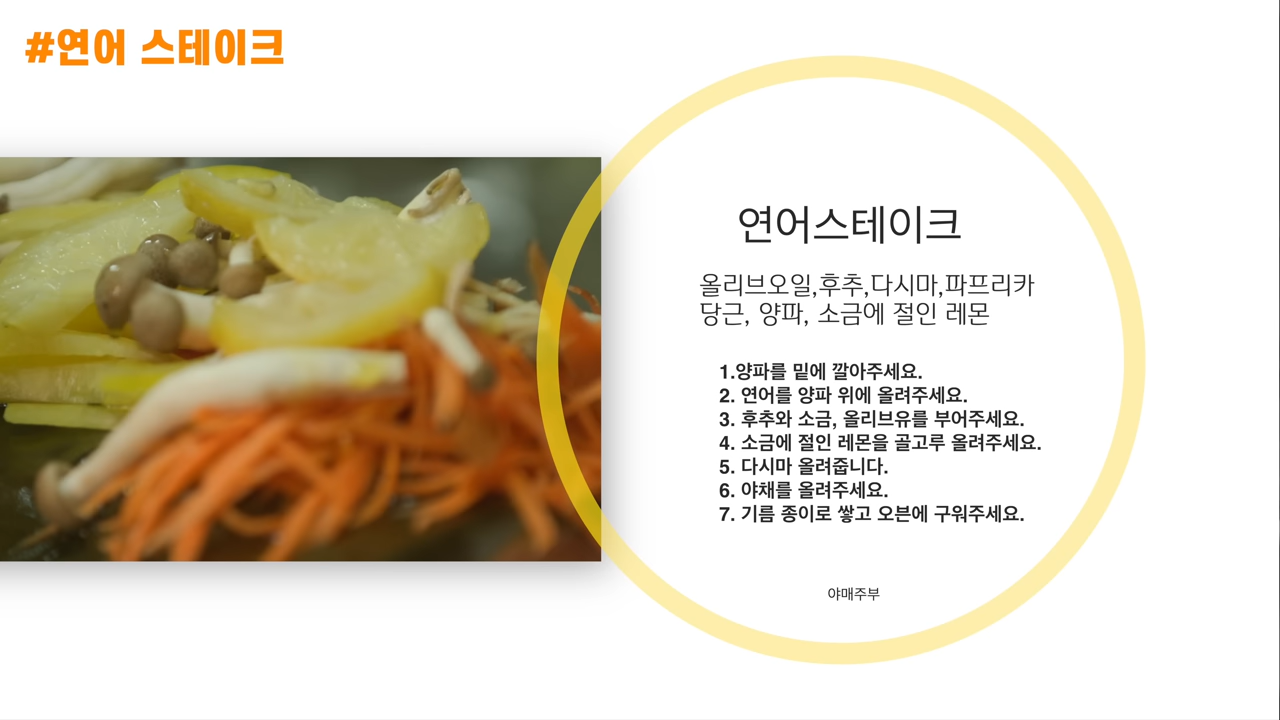 #연어 스테이크
연어스테이크
올리브오일,후추,다시마,파프리카
당근, 양파, 소금에 절인 레몬
1.양파를 밑에 깔아주세요.
2. 연어를 양파 위에 올려주세요.
3. 후추와 소금, 올리브유를 부어주세요.
4. 소금에 절인 레몬을 골고루 올려주세요.
5. 다시마 올려줍니다.
6. 야채를 올려주세요.
7. 기름 종이로 쌓고 오븐에 구워주세요.
야매주부